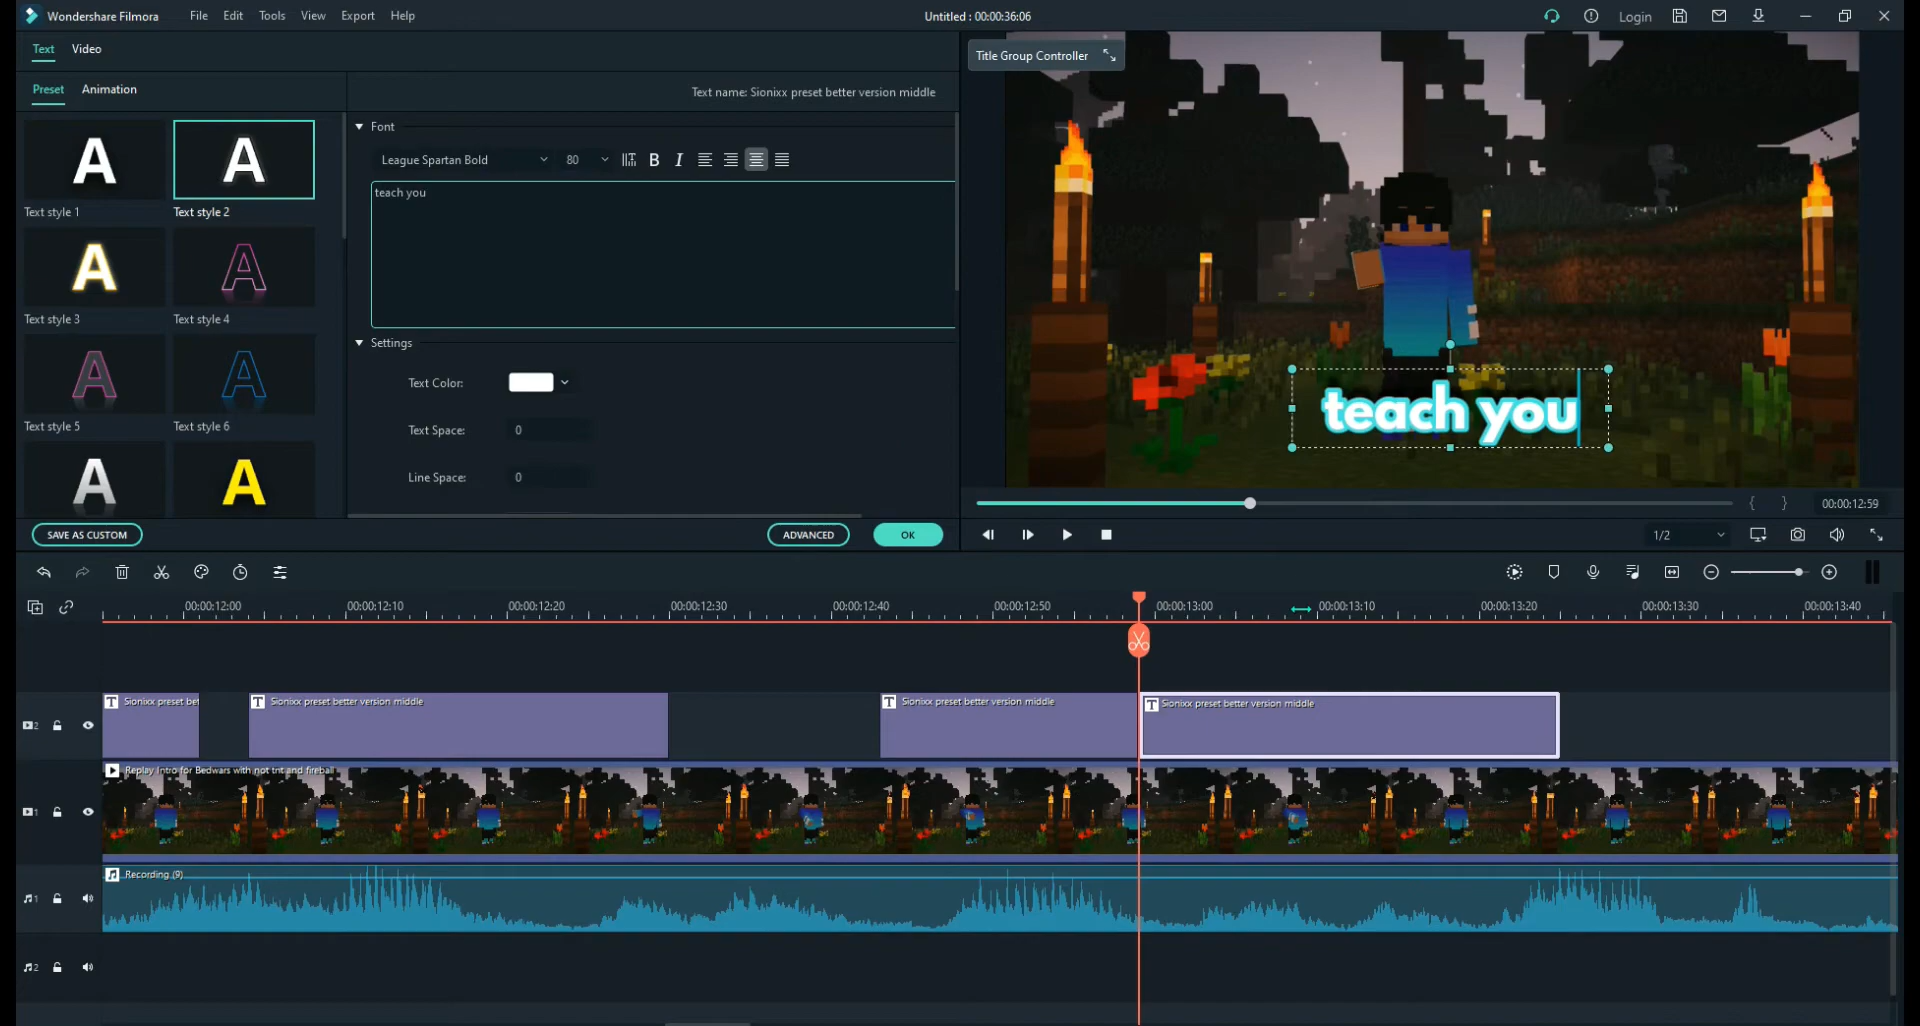 Wondershare Filmora File Edit Tools View Export Help Untitled : 00:00:36:06 Login
Text Video
Title Group Controller
Preset Animation
Text name: Sionixx preset better version middle
A A
Text style 1 Text style 2
A A
Text style 3 Text style 4
A A
Text style 5 Text style 6
A A
Font
League Spartan Bold 80 B I
teach you
Settings
Text Color:
Text Space: 0
Line Space: 0
teach you
{ } 00:00:12:59
SAVE AS CUSTOM ADVANCED OK
1/2
00:00:12:00 00:00:12:10 00:00:12:20 00:00:12:30 00:00:12:40 00:00:12:50 00:00:13:00 00:00:13:10 00:00:13:20 00:00:13:30 00:00:13:40
2
T Sionixx preset bet
T Sionixx preset better version middle
T Sionixx preset better version middle
T Sionixx preset better version middle
Replay Intro for Bedwars with not tnt and fireball
1
Recording (9)
1
2